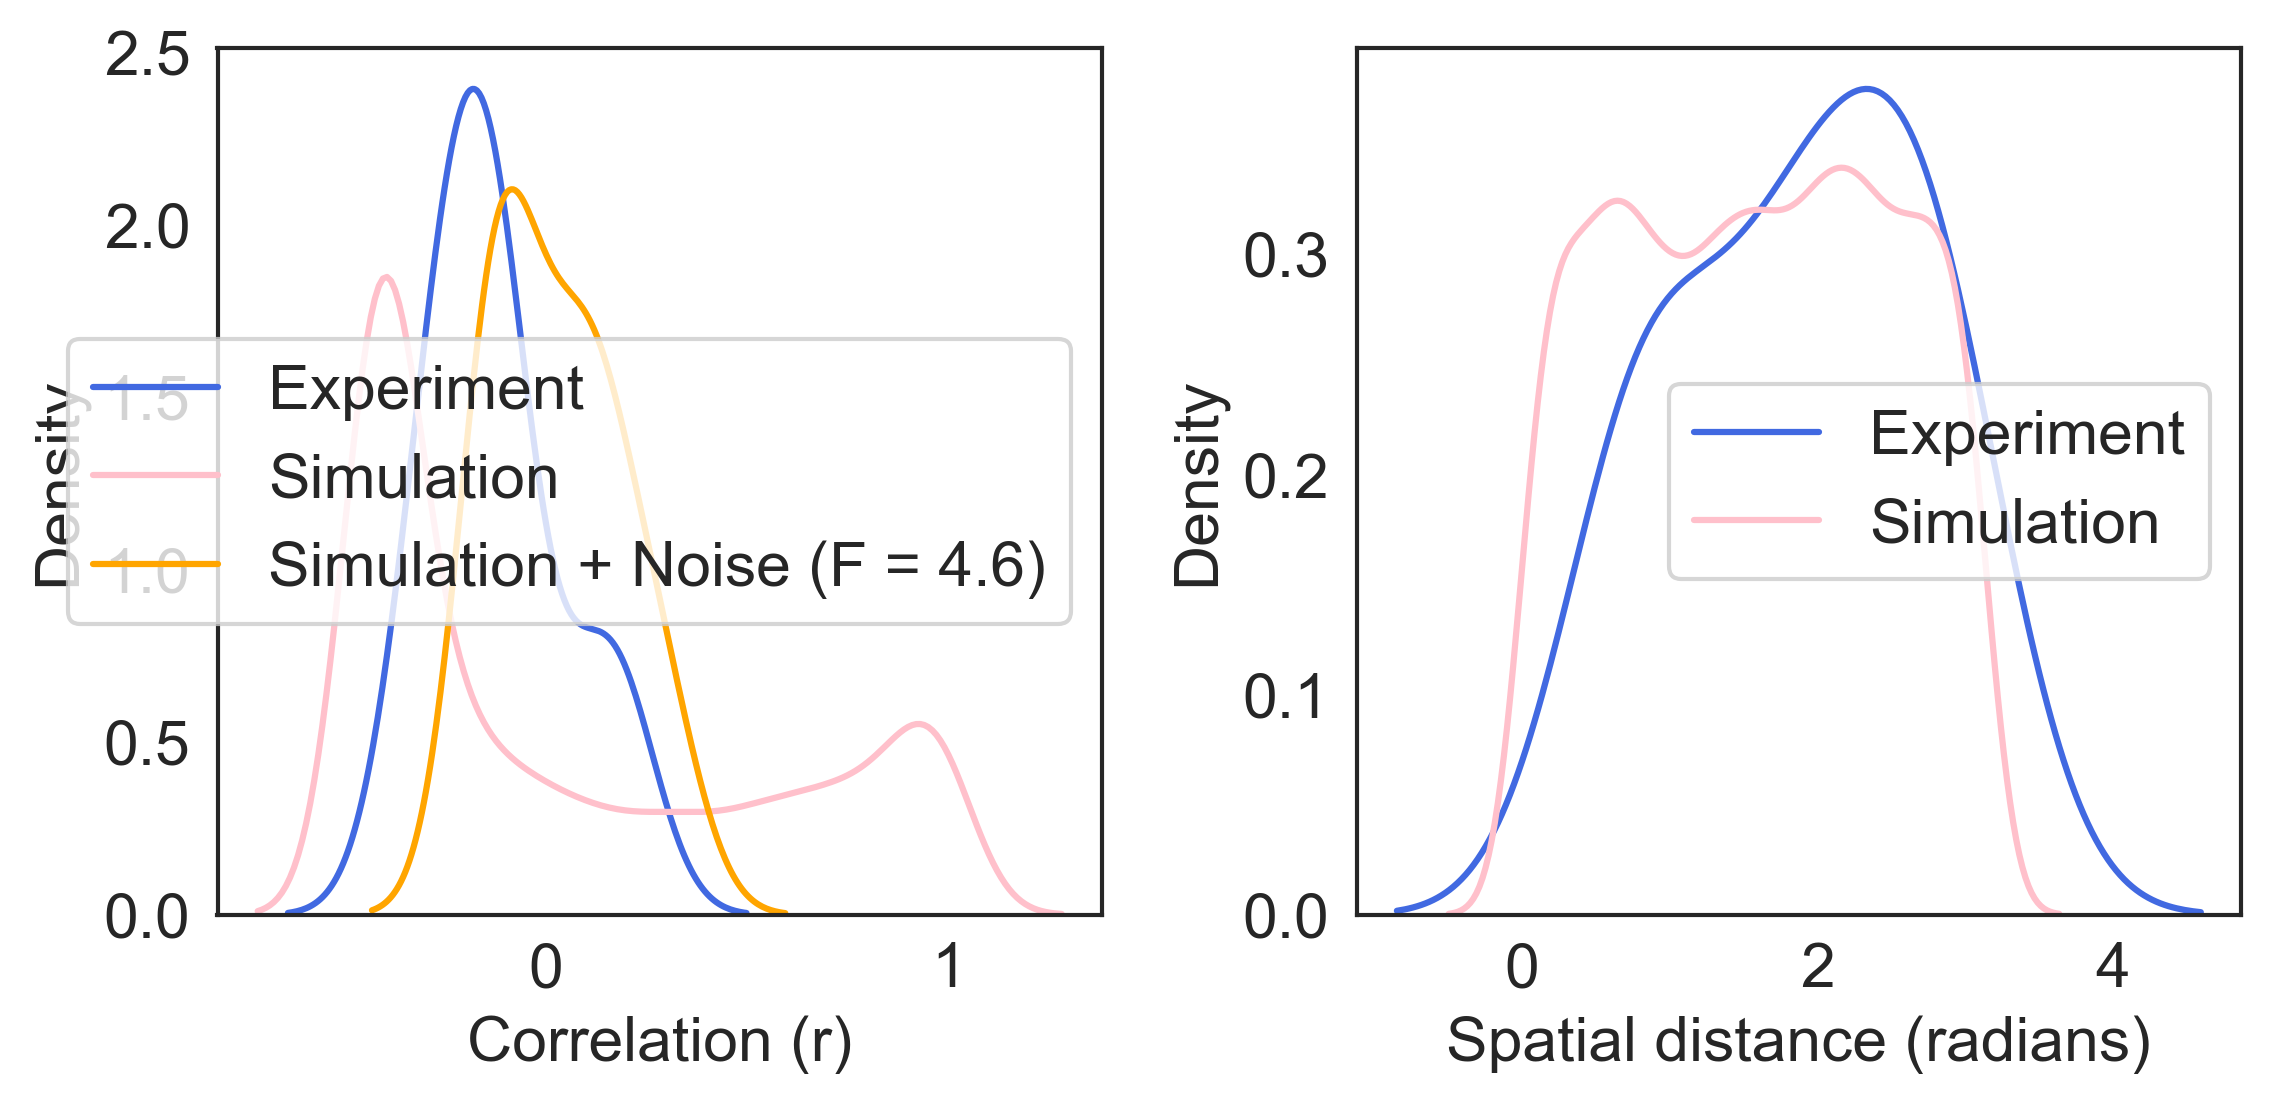 2.5
2.0
1.5
1.0
0.5
0.0
Density
Experiment
Simulation
Simulation + Noise (F = 4.6)
0 1
Correlation (r)
0.3
0.2
0.1
0.0
Density
Experiment
Simulation
0 2 4
Spatial distance (radians)